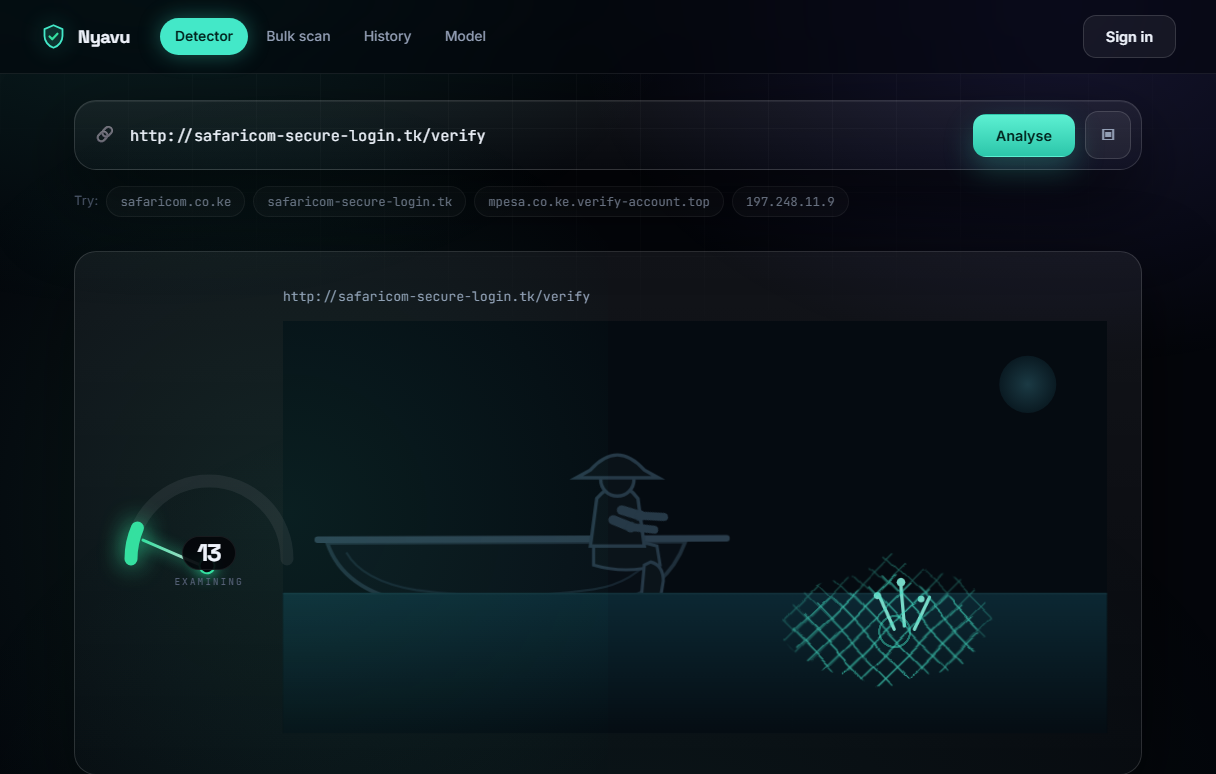 Nyavu
Detector
Bulk scan
History
Model
Sign in
http://safaricom-secure-login.tk/verify
Analyse
Try:
safaricom.co.ke
safaricom-secure-login.tk
mpesa.co.ke.verify-account.top
197.248.11.9
http://safaricom-secure-login.tk/verify
13
EXAMINING